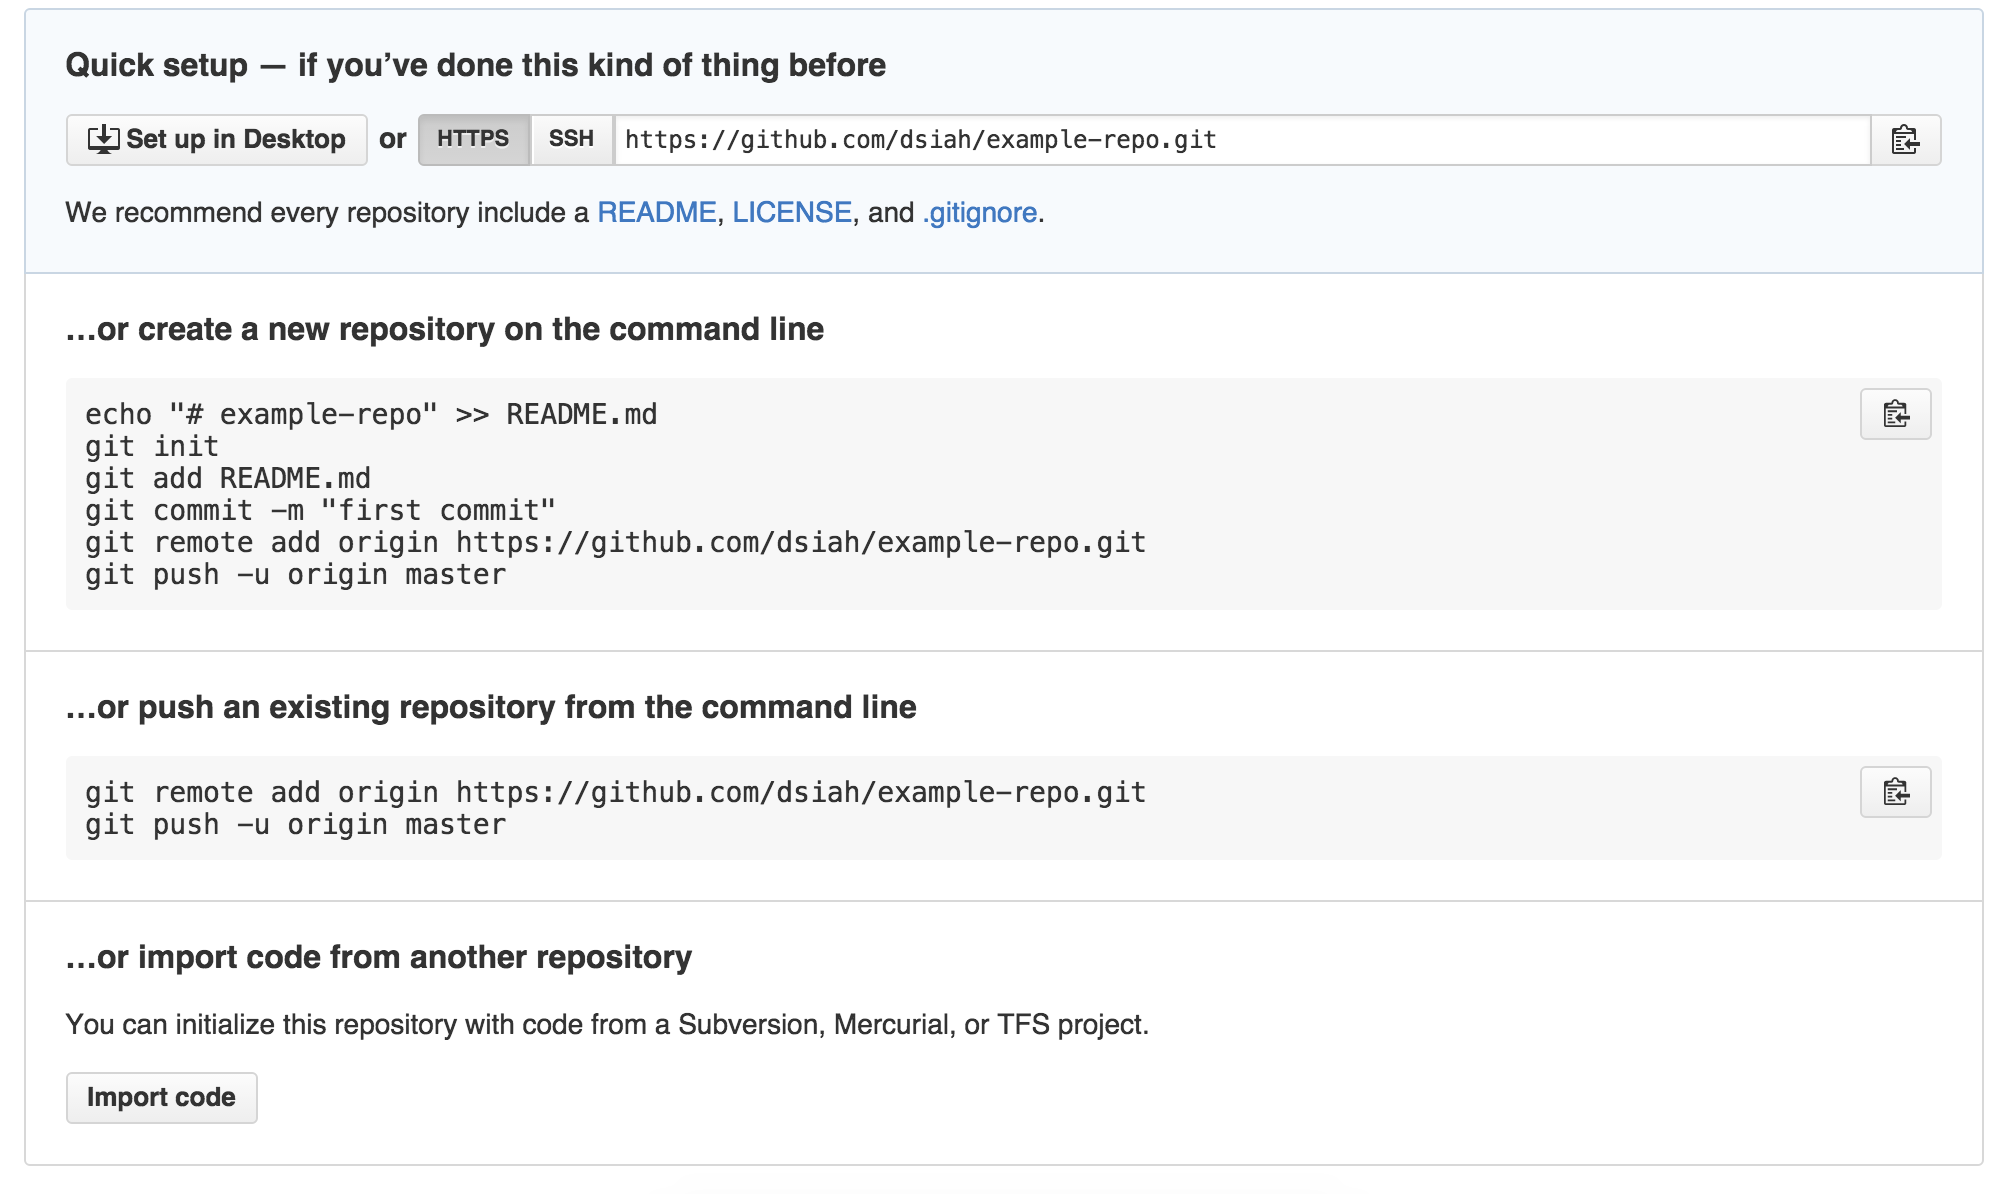 Quick setup — if you’ve done this kind of thing before
Set up in Desktop or HTTPS SSH https://github.com/dsiah/example-repo.git
We recommend every repository include a README, LICENSE, and .gitignore.
…or create a new repository on the command line
echo "# example-repo" >> README.md
git init
git add README.md
git commit -m "first commit"
git remote add origin https://github.com/dsiah/example-repo.git
git push -u origin master
…or push an existing repository from the command line
git remote add origin https://github.com/dsiah/example-repo.git
git push -u origin master
…or import code from another repository
You can initialize this repository with code from a Subversion, Mercurial, or TFS project.
Import code